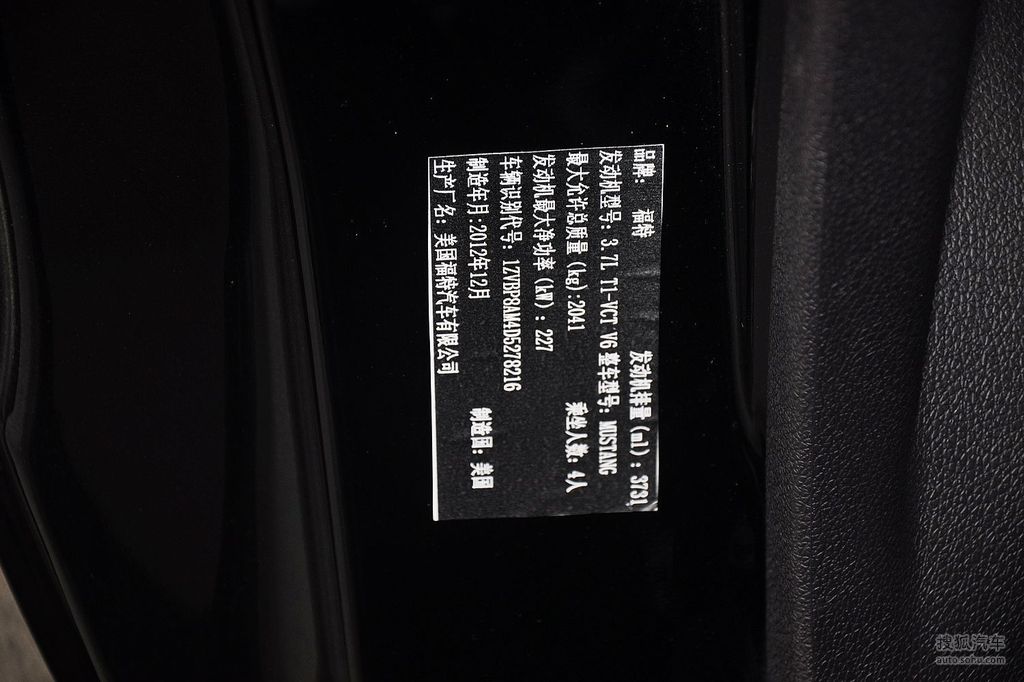 品牌: 福特 发动机排量(ml): 3731
发动机型号: 3.7L T1-VCT V6 整车型号: MUSTANG
最大允许总质量(kg):2041 乘坐人数: 4人
发动机最大净功率(kW): 227
车辆识别代号: 1ZVBP8AM4D5278216
制造年月:2012年12月 制造国: 美国
生产厂名: 美国福特汽车有限公司
搜狐汽车
auto.sohu.com